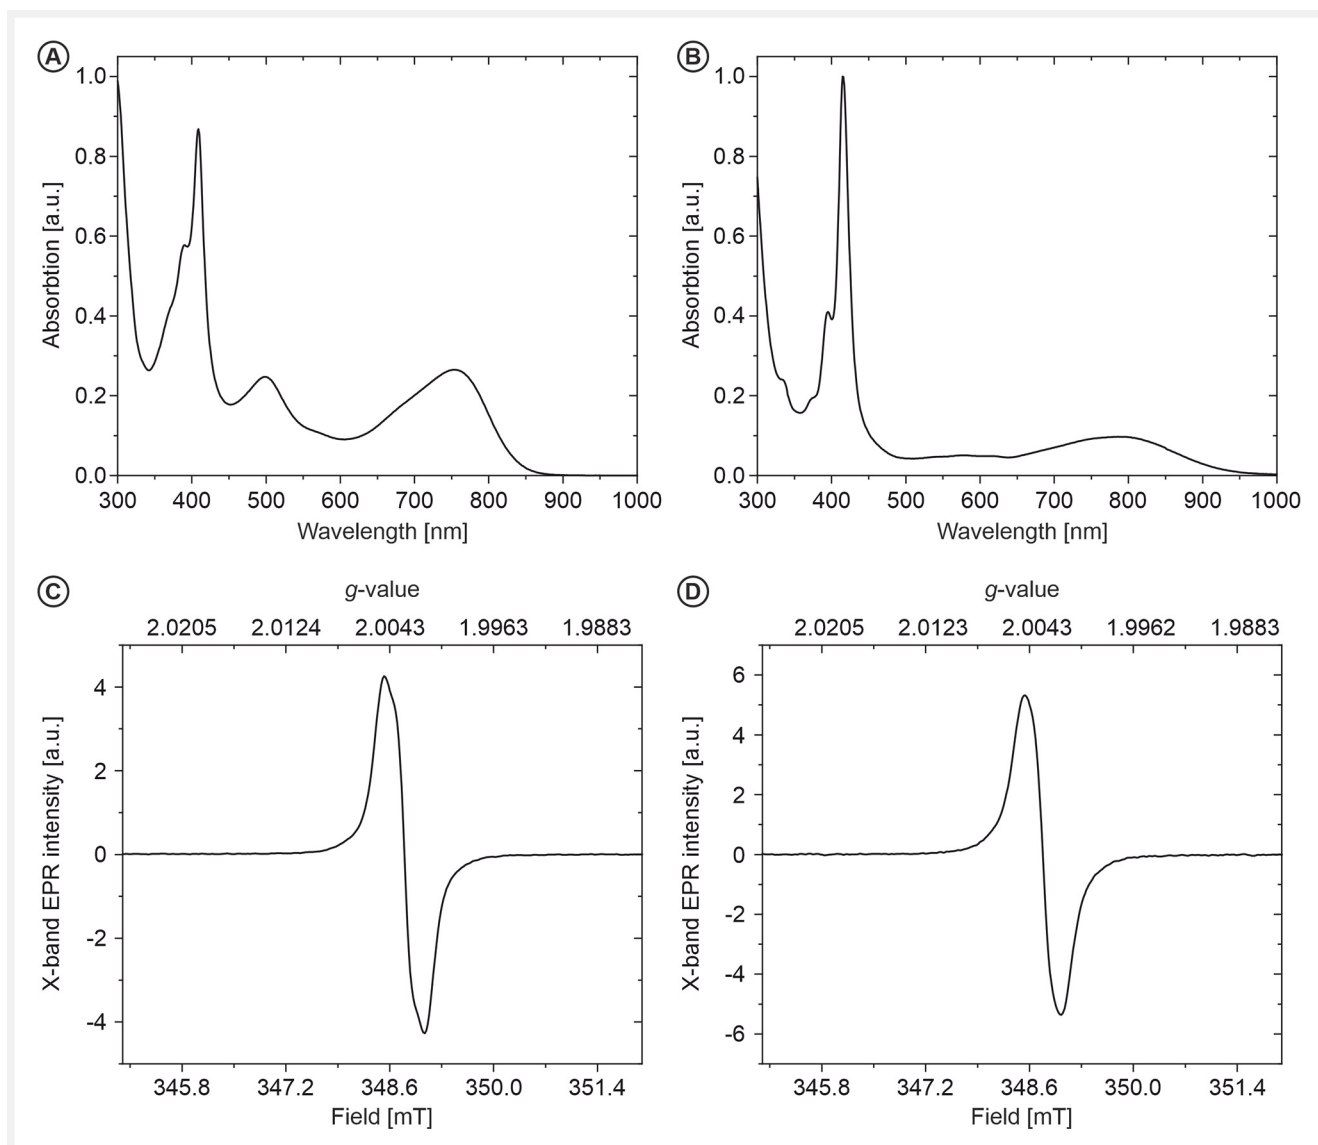 A
1.0
0.8
0.6
0.4
0.2
0.0
Absorbtion [a.u.]
300 400 500 600 700 800 900 1000
Wavelength [nm]
B
1.0
0.8
0.6
0.4
0.2
0.0
Absorbtion [a.u.]
300 400 500 600 700 800 900 1000
Wavelength [nm]
C
g-value
2.0205 2.0124 2.0043 1.9963 1.9883
4
2
0
-2
-4
X-band EPR intensity [a.u.]
345.8 347.2 348.6 350.0 351.4
Field [mT]
D
g-value
2.0205 2.0123 2.0043 1.9962 1.9883
6
4
2
0
-2
-4
-6
X-band EPR intensity [a.u.]
345.8 347.2 348.6 350.0 351.4
Field [mT]